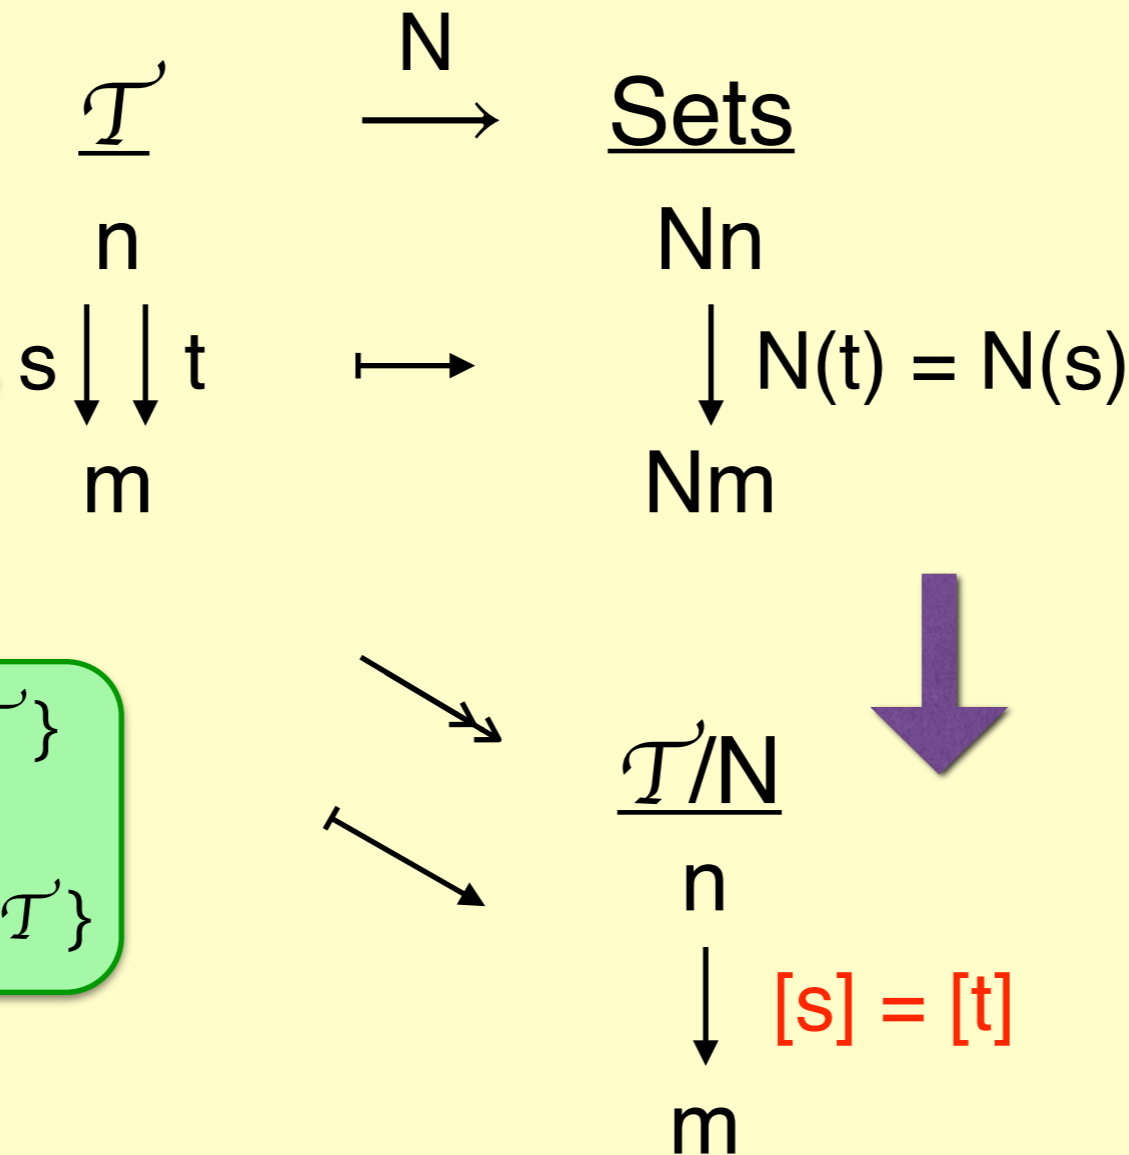 N
𝒯 → Sets
n Nn
s t ↦ N(t) = N(s)
m Nm
𝒯}
𝒯/N
n
𝒯}
[s] = [t]
m